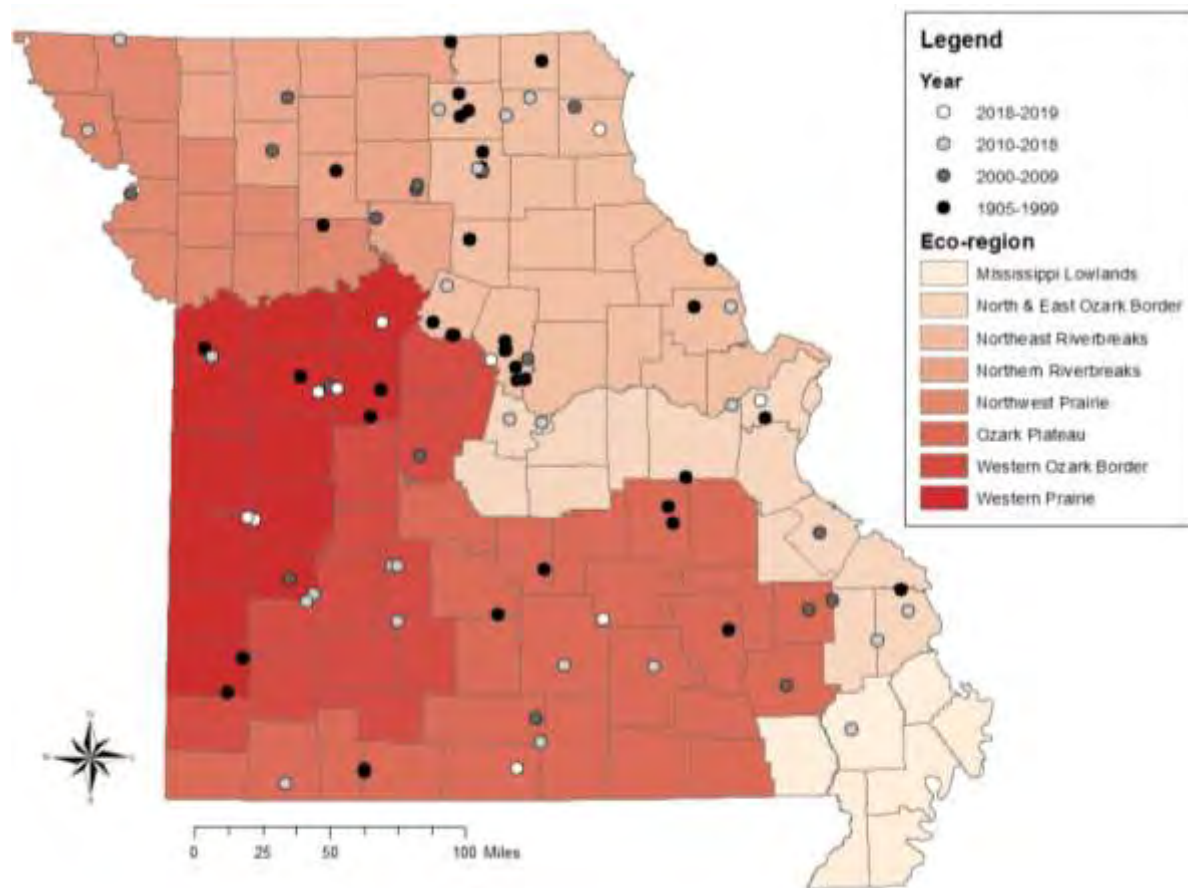 Legend
Year
2018-2019
2010-2018
2000-2009
1905-1999
Eco-region
Mississippi Lowlands
North & East Ozark Border
Northeast Riverbreaks
Northern Riverbreaks
Northwest Prairie
Ozark Plateau
Western Ozark Border
Western Prairie
0 25 50 100 Miles